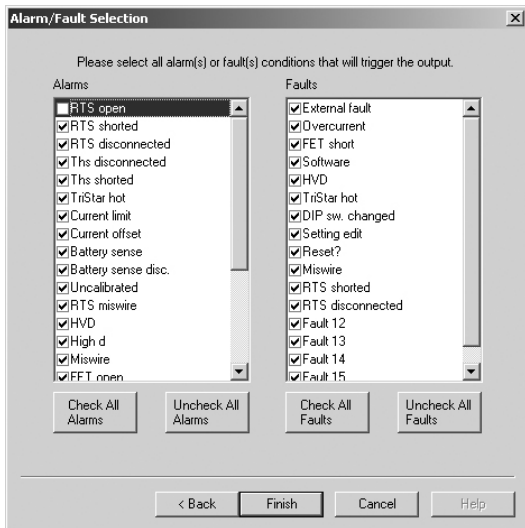 Alarm/Fault Selection
Please select all alarm(s) or fault(s) conditions that will trigger the output.
Alarms
RTS open
RTS shorted
RTS disconnected
Ths disconnected
Ths shorted
TriStar hot
Current limit
Current offset
Battery sense
Battery sense disc.
Uncalibrated
RTS miswire
HVD
High d
Miswire
FET open
Check All
Alarms
Uncheck All
Alarms
Faults
External fault
Overcurrent
FET short
Software
HVD
TriStar hot
DIP sw. changed
Setting edit
Reset?
Miswire
RTS shorted
RTS disconnected
Fault 12
Fault 13
Fault 14
Fault 15
Check All
Faults
Uncheck All
Faults
< Back
Finish
Cancel
Help